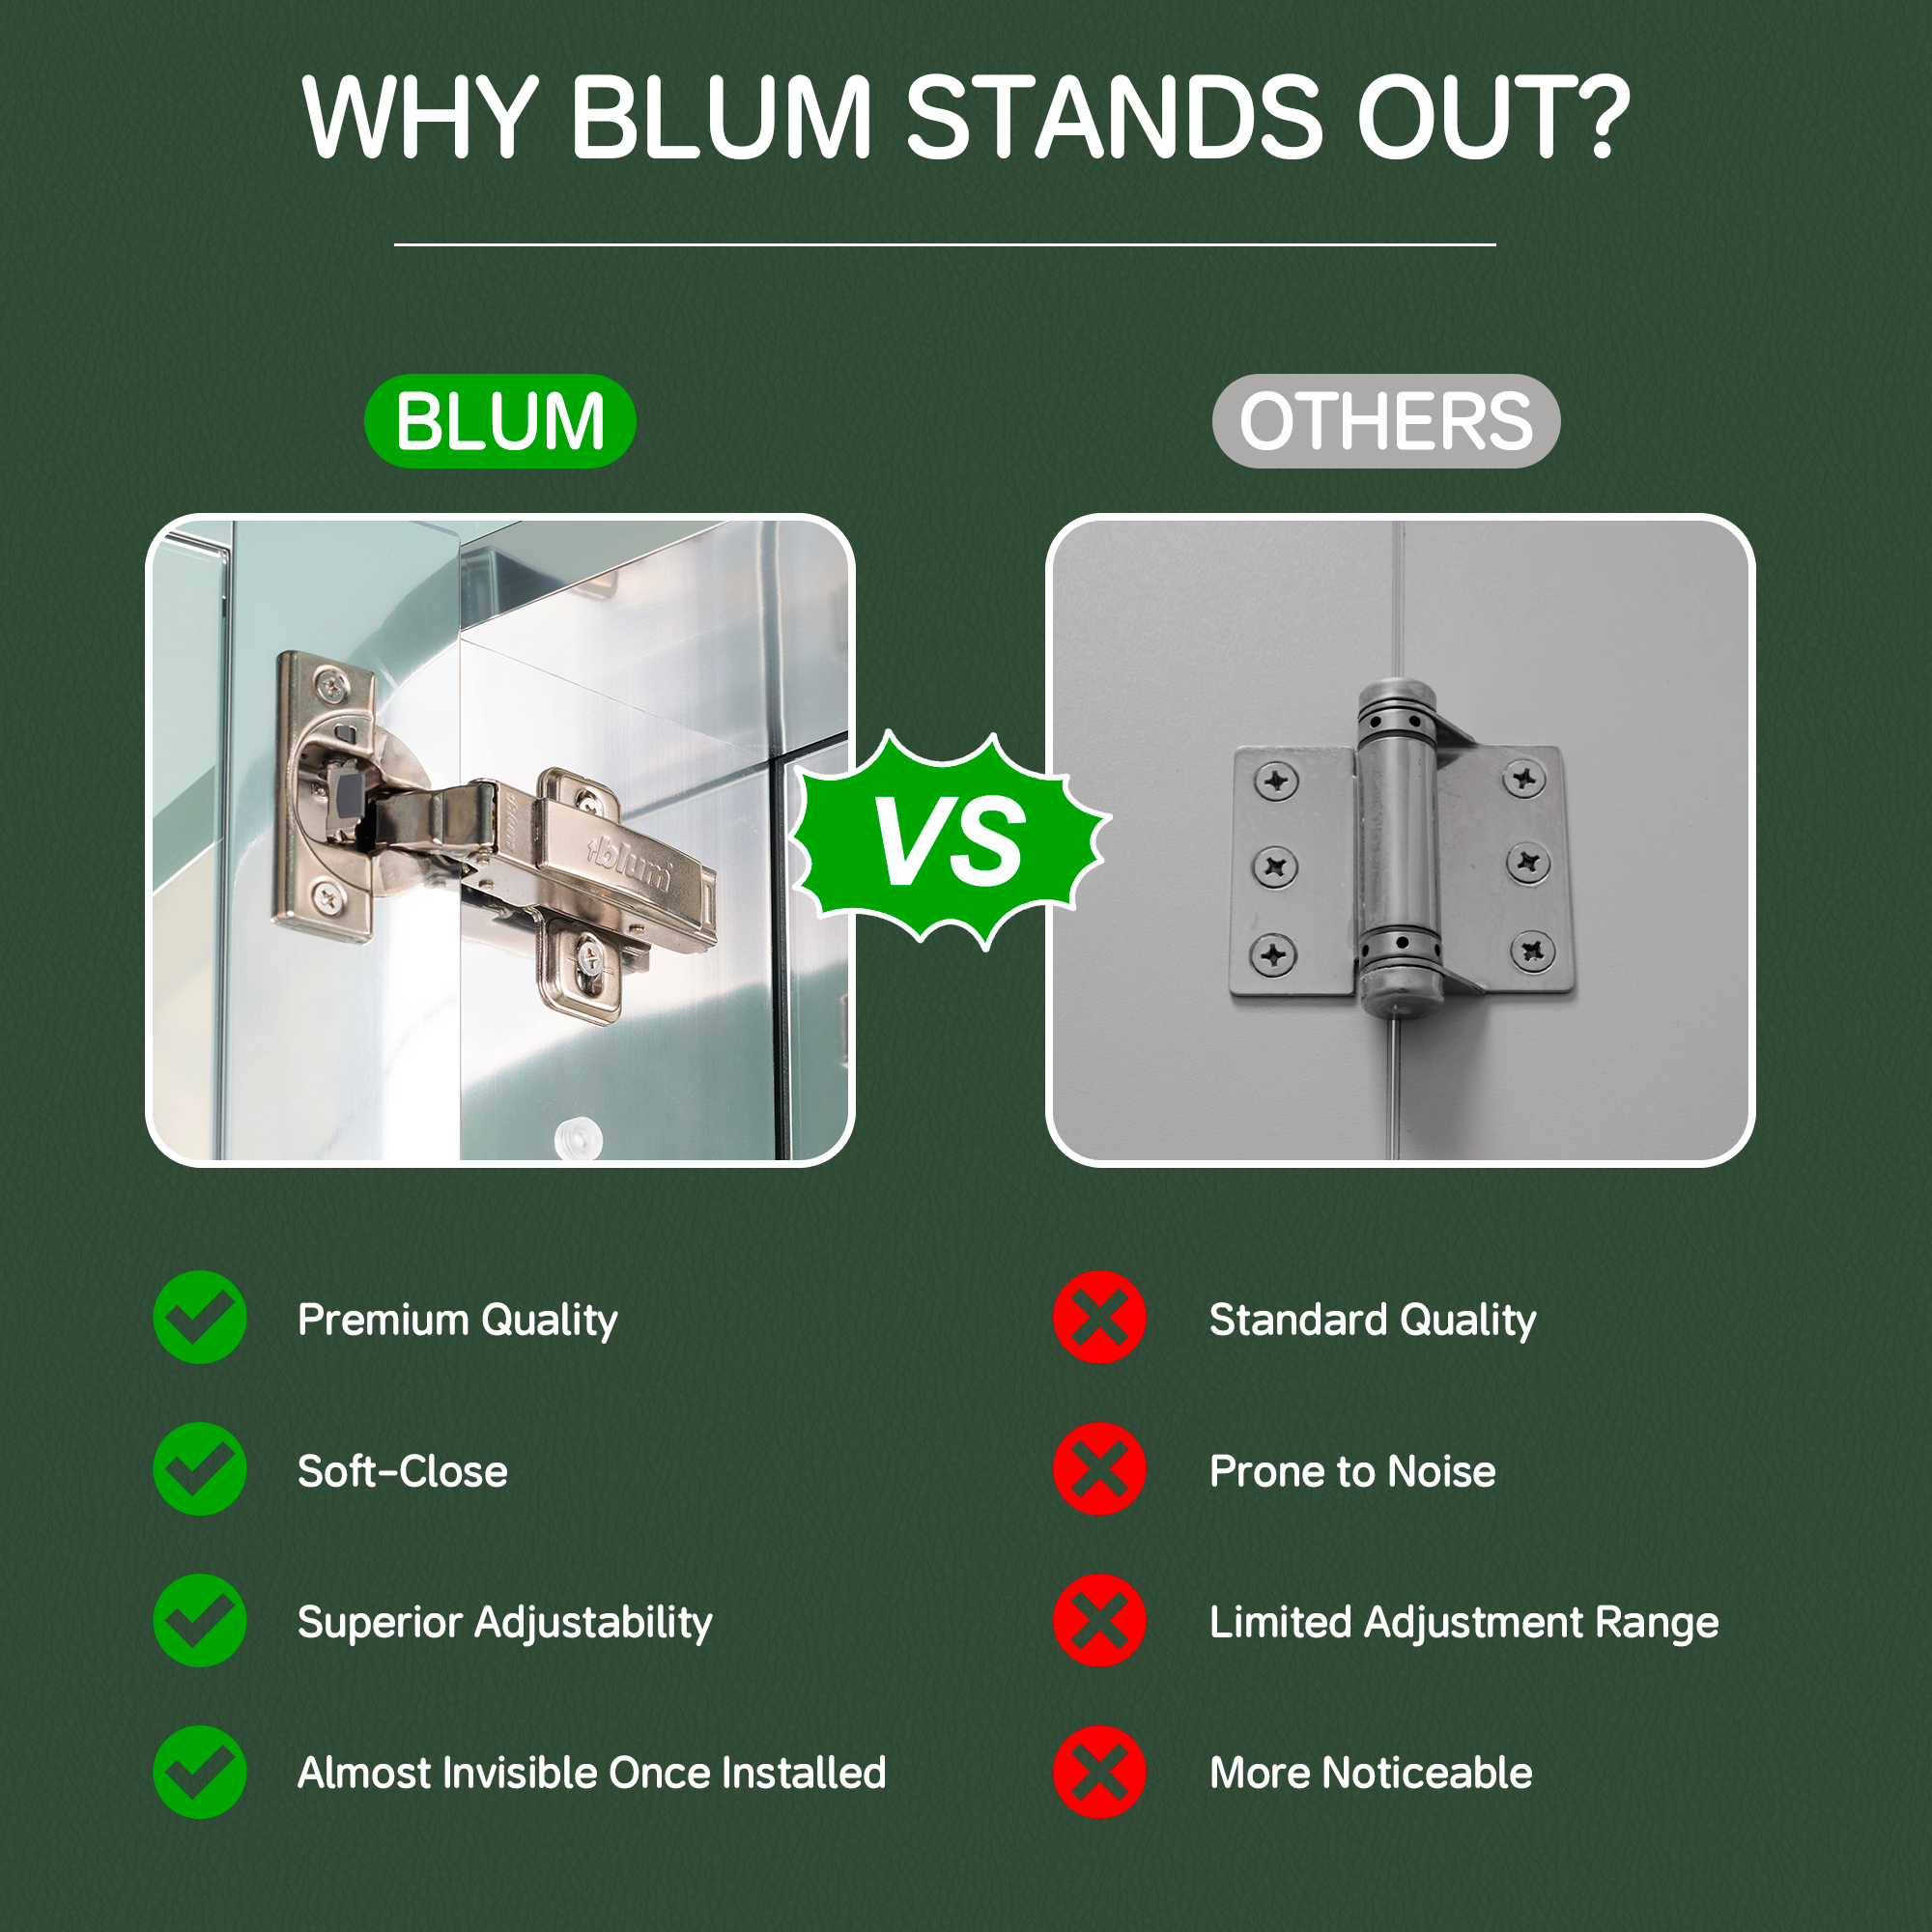 WHY BLUM STANDS OUT?
BLUM
OTHERS
blum
VS
Premium Quality
Standard Quality
Soft-Close
Prone to Noise
Superior Adjustability
Limited Adjustment Range
Almost Invisible Once Installed
More Noticeable